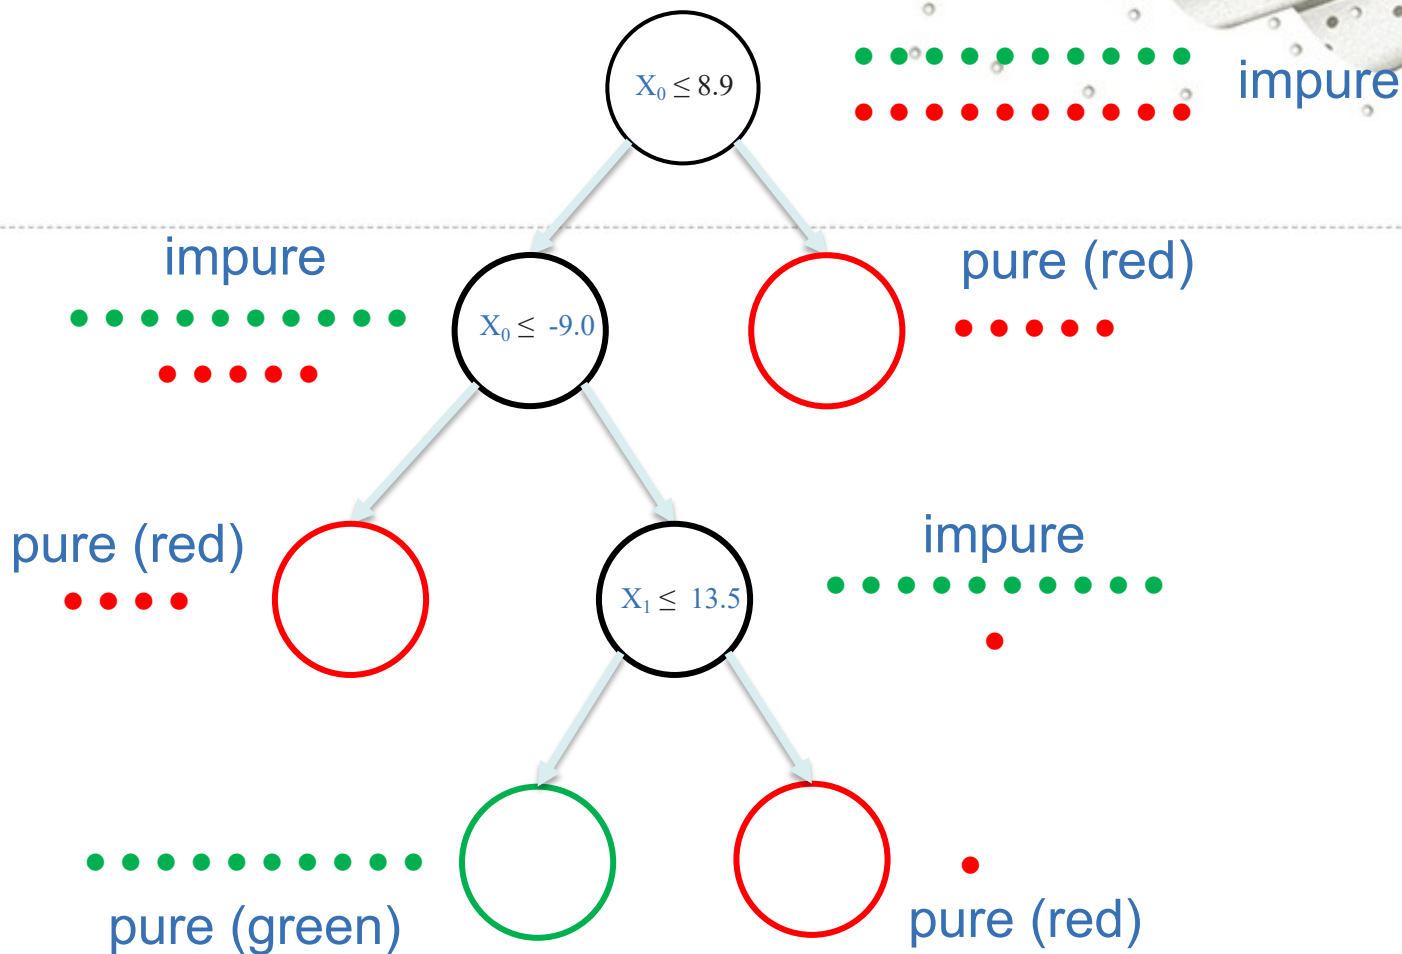 X₀ ≤ 8.9
impure
impure
pure (red)
X₀ ≤ -9.0
pure (red)
impure
X₁ ≤ 13.5
pure (green)
pure (red)